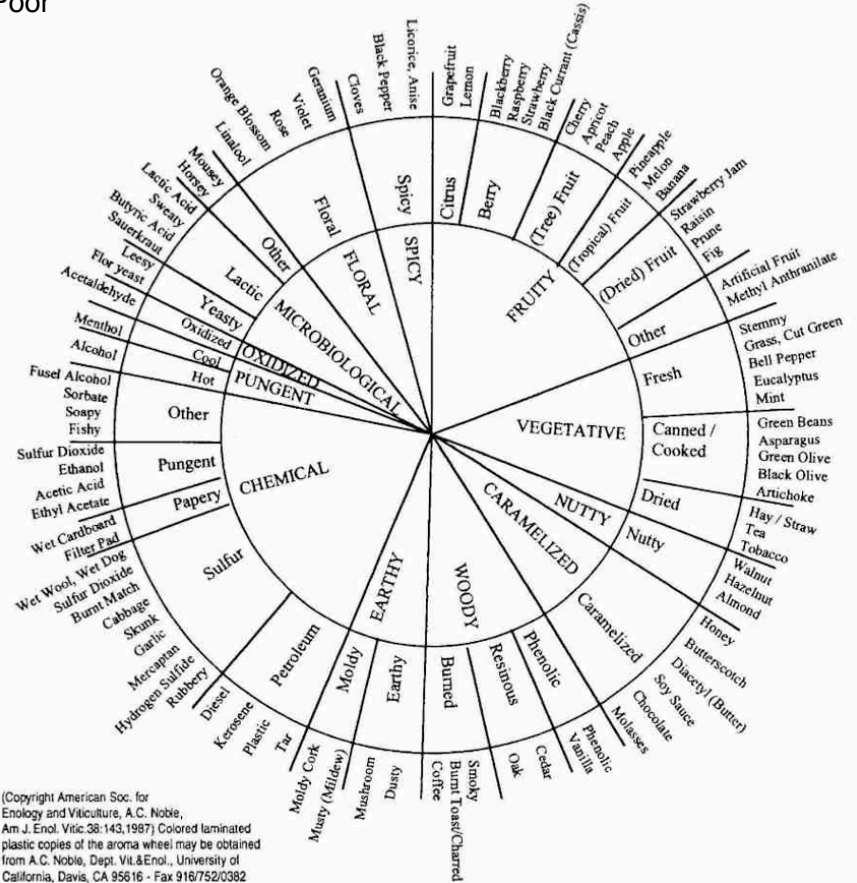 Poor
Licorice, Anise
Black Pepper
Cloves
Geranium
Violet
Rose
Orange Blossom
Linalool
Mousey
Horsey
Lactic Acid
Sweaty
Butyric Acid
Sauerkraut
Leesy
Flor yeast
Acetaldehyde
Menthol
Alcohol
Fusel Alcohol
Sorbate
Soapy
Fishy
Sulfur Dioxide
Ethanol
Acetic Acid
Ethyl Acetate
Wet Cardboard
Filter Pad
Wet Wool, Wet Dog
Sulfur Dioxide
Burnt Match
Cabbage
Skunk
Garlic
Mercaptan
Hydrogen Sulfide
Rubbery
Diesel
Kerosene
Plastic
Tar
Moldy Cork
Musty (Mildew)
Mushroom
Dusty
Coffee
Burnt Toast/Charred
Smoky
Oak
Cedar
Vanilla
Phenolic
Molasses
Chocolate
Soy Sauce
Diacetyl (Butter)
Butterscotch
Honey
Almond
Hazelnut
Walnut
Tobacco
Tea
Hay / Straw
Artichoke
Black Olive
Green Olive
Asparagus
Green Beans
Mint
Eucalyptus
Bell Pepper
Grass, Cut Green
Stemmy
Methyl Anthranilate
Artificial Fruit
Fig
Prune
Raisin
Strawberry Jam
Banana
Melon
Pineapple
Apple
Peach
Apricot
Cherry
Black Currant (Cassis)
Strawberry
Raspberry
Blackberry
Lemon
Grapefruit
Spicy
Floral
Other
Lactic
Yeasty
Oxidized
Cool
Hot
Other
Pungent
Papery
Sulfur
Petroleum
Moldy
Earthy
Burned
Resinous
Phenolic
Caramelized
Nutty
Dried
Canned /
Cooked
Fresh
Other
(Dried) Fruit
(Tropical) Fruit
(Tree) Fruit
Berry
Citrus
SPICY
FLORAL
MICROBIOLOGICAL
OXIDIZED
PUNGENT
CHEMICAL
EARTHY
WOODY
CARAMELIZED
NUTTY
VEGETATIVE
FRUITY
(Copyright American Soc. for
Enology and Viticulture, A.C. Noble,
Am J. Enol. Vitic.38:143,1987) Colored laminated
plastic copies of the aroma wheel may be obtained
from A.C. Noble, Dept. Vit.&Enol., University of
California, Davis, CA 95616 - Fax 916/752/0382